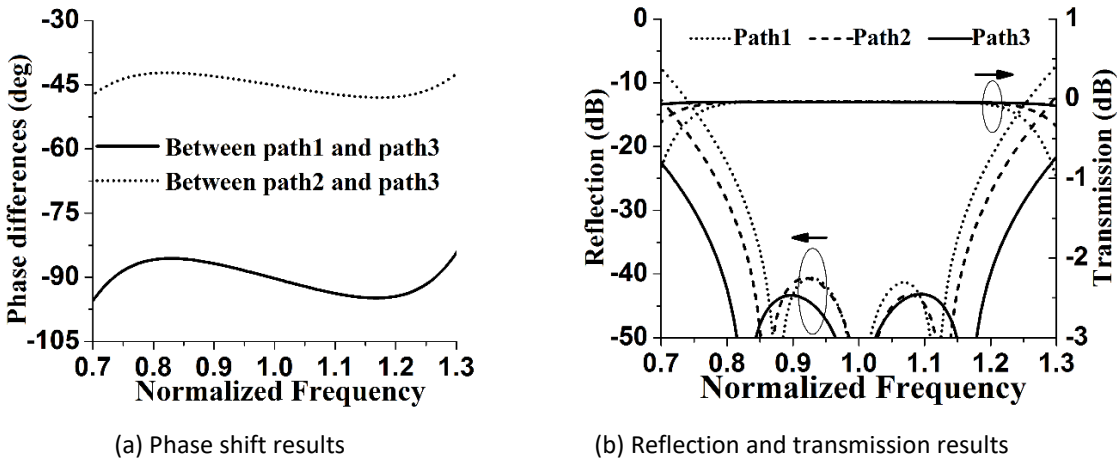 Phase differences (deg)
-30
-45
-60
-75
-90
-105
Between path1 and path3
Between path2 and path3
0.7 0.8 0.9 1.0 1.1 1.2 1.3
Normalized Frequency
(a) Phase shift results
Reflection (dB)
0
-10
-20
-30
-40
-50
Path1 Path2 Path3
Transmission (dB)
1
0
-1
-2
-3
0.7 0.8 0.9 1.0 1.1 1.2 1.3
Normalized Frequency
(b) Reflection and transmission results